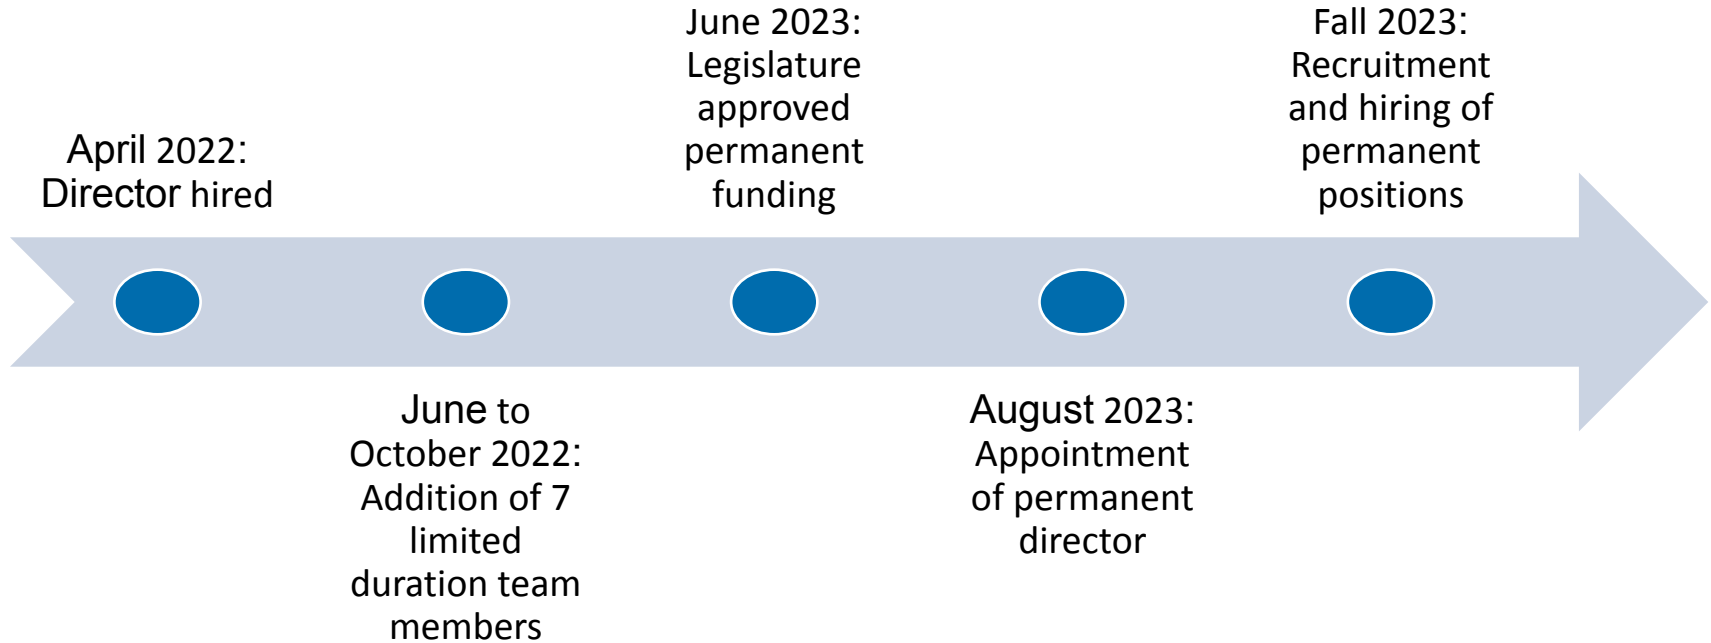 April 2022:
Director hired
June to
October 2022:
Addition of 7
limited
duration team
members
June 2023:
Legislature
approved
permanent
funding
August 2023:
Appointment
of permanent
director
Fall 2023:
Recruitment
and hiring of
permanent
positions